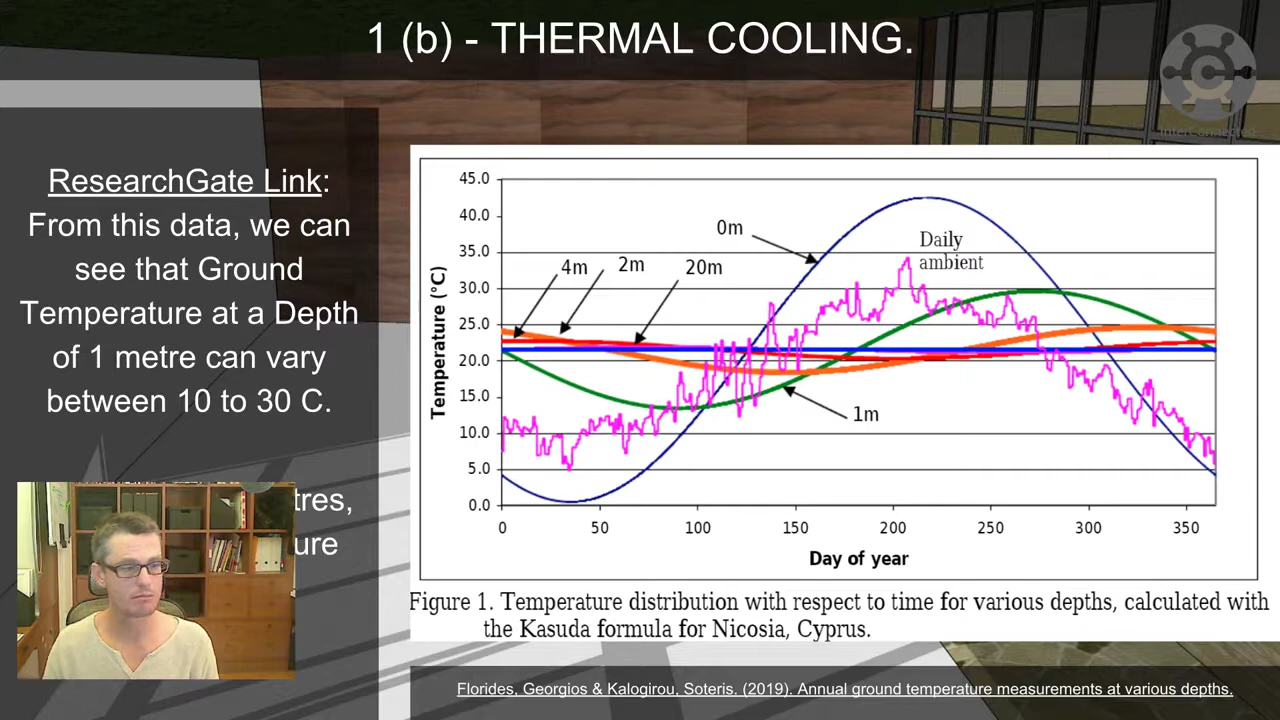 1 (b) - THERMAL COOLING.
InterConnected
ResearchGate Link:
From this data, we can
see that Ground
Temperature at a Depth
of 1 metre can vary
between 10 to 30 C.
tres,
ure
45.0
40.0
35.0
30.0
25.0
20.0
15.0
10.0
5.0
0.0
Temperature (°C)
0m
Daily
ambient
4m
2m
20m
1m
0 50 100 150 200 250 300 350
Day of year
Figure 1. Temperature distribution with respect to time for various depths, calculated with
the Kasuda formula for Nicosia, Cyprus.
Florides, Georgios & Kalogirou, Soteris. (2019). Annual ground temperature measurements at various depths.